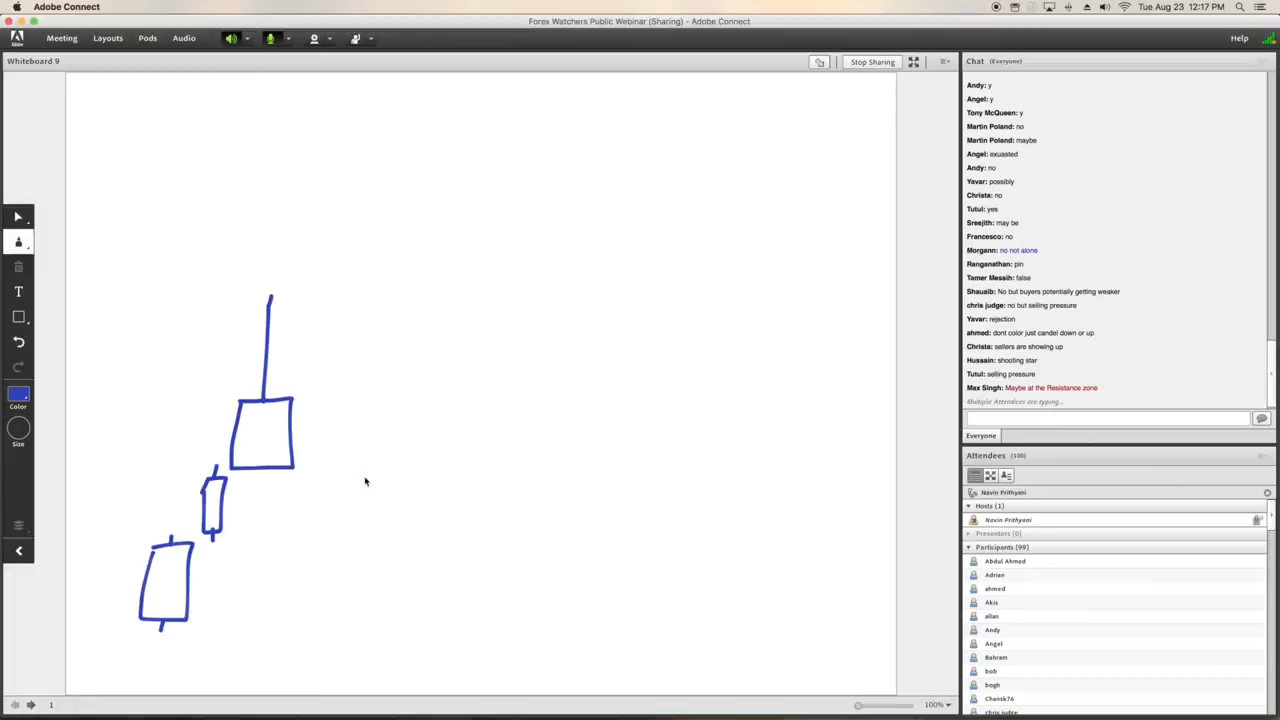 Adobe Connect
Tue Aug 23 12:17 PM
Forex Watchers Public Webinar (Sharing) - Adobe Connect
Adobe
Meeting Layouts Pods Audio Help
Whiteboard 9
Stop Sharing
T
Color
Size
1
100%
Chat (Everyone)
Andy: y
Angel: y
Tony McQueen: y
Martin Poland: no
Martin Poland: maybe
Angel: exuasted
Andy: no
Yavar: possibly
Christa: no
Tutul: yes
Sreejith: may be
Francesco: no
Morgann: no not alone
Ranganathan: pin
Tamer Messih: false
Shauaib: No but buyers potentially getting weaker
chris judge: no but seiling pressure
Yavar: rejection
ahmed: dont color just candel down or up
Christa: sellers are showing up
Hussain: shooting star
Tutul: selling pressure
Max Singh: Maybe at the Resistance zone
Multiple Attendees are typing...
Everyone
Attendees (100)
Navin Prithyani
Hosts (1)
Navin Prithyani
Presenters (0)
Participants (99)
Abdul Ahmed
Adrian
ahmed
Akis
allan
Andy
Angel
Bahram
bob
bogh
Chansk76
chris judge